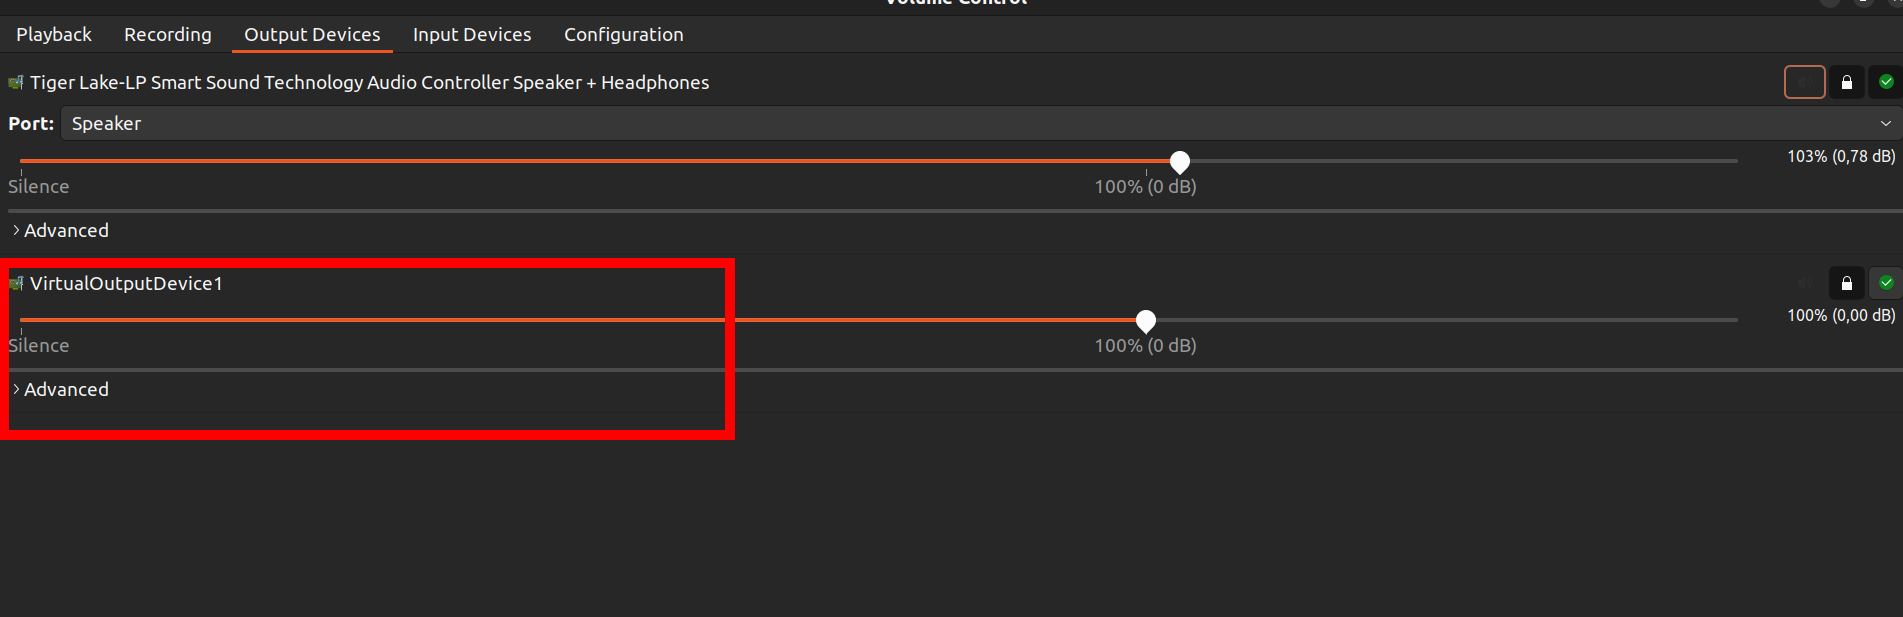 Volume Control
Playback Recording Output Devices Input Devices Configuration
Tiger Lake-LP Smart Sound Technology Audio Controller Speaker + Headphones
Port: Speaker
103% (0,78 dB)
Silence 100% (0 dB)
Advanced
VirtualOutputDevice1
100% (0,00 dB)
Silence 100% (0 dB)
Advanced